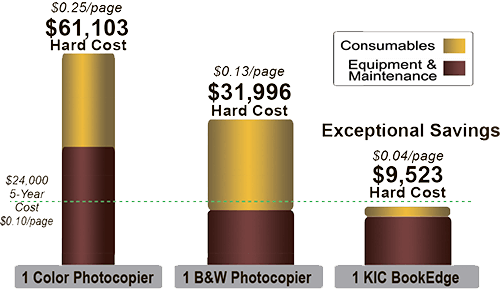 $0.25/page
$61,103
Hard Cost
$0.13/page
$31,996
Hard Cost
Consumables
Equipment &
Maintenance
Exceptional Savings
$0.04/page
$9,523
Hard Cost
$24,000
5-Year
Cost
$0.10/page
1 Color Photocopier
1 B&W Photocopier
1 KIC BookEdge